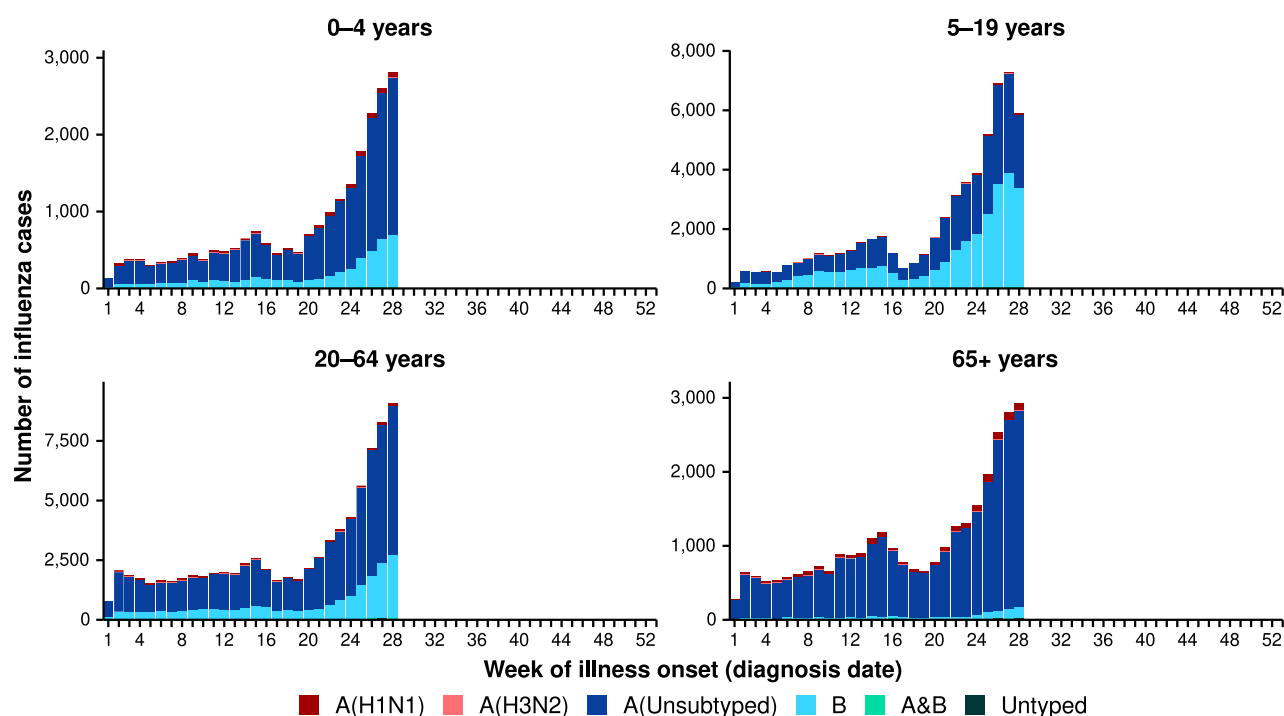 0–4 years
5–19 years
3,000
2,000
1,000
0
1 4 8 12 16 20 24 28 32 36 40 44 48 52
8,000
6,000
4,000
2,000
0
1 4 8 12 16 20 24 28 32 36 40 44 48 52
Number of influenza cases
20–64 years
65+ years
7,500
5,000
2,500
0
1 4 8 12 16 20 24 28 32 36 40 44 48 52
3,000
2,000
1,000
0
1 4 8 12 16 20 24 28 32 36 40 44 48 52
Week of illness onset (diagnosis date)
A(H1N1) A(H3N2) A(Unsubtyped) B A&B Untyped